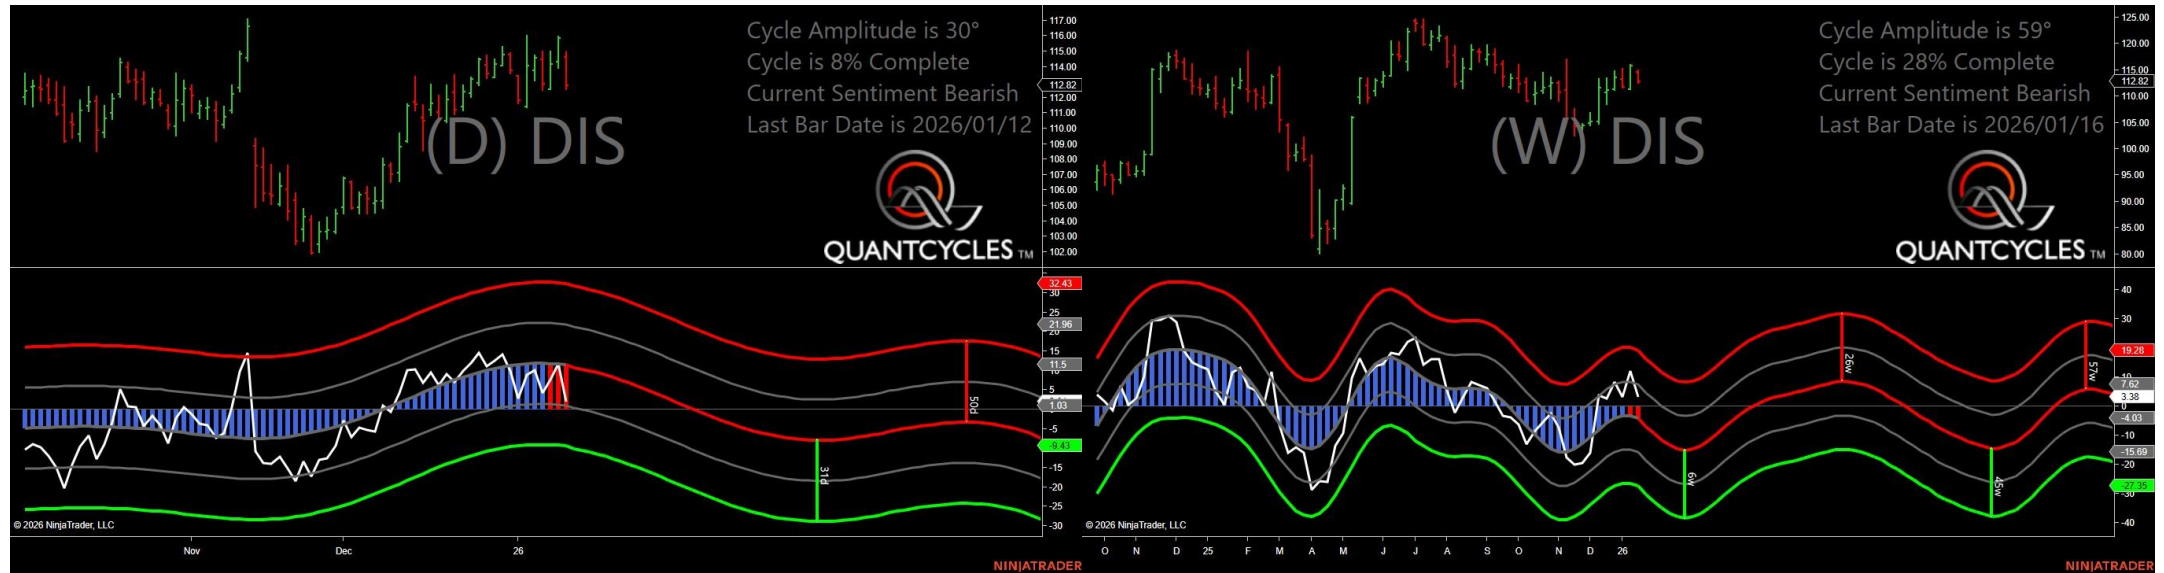 Cycle Amplitude is 30°
Cycle is 8% Complete
Current Sentiment Bearish
Last Bar Date is 2026/01/12
(D) DIS
QUANTCYCLES TM
117.00
116.00
115.00
114.00
112.82
112.00
111.00
110.00
109.00
108.00
107.00
106.00
105.00
104.00
103.00
102.00
32.43
30
25
21.96
20
15
11.5
10
5
1.03
-5
-9.43
-15
-20
-25
-30
31d
50d
© 2026 NinjaTrader, LLC
Nov
Dec
26
NINJATRADER
Cycle Amplitude is 59°
Cycle is 28% Complete
Current Sentiment Bearish
Last Bar Date is 2026/01/16
(W) DIS
QUANTCYCLES TM
125.00
120.00
115.00
112.82
110.00
105.00
100.00
95.00
90.00
85.00
80.00
40
30
19.28
10
7.62
3.38
0
-4.03
-10
-15.69
-20
-27.35
-30
-40
6w
26w
45w
57w
© 2026 NinjaTrader, LLC
O
N
D
25
F
M
A
M
J
J
A
S
O
N
D
26
NINJATRADER